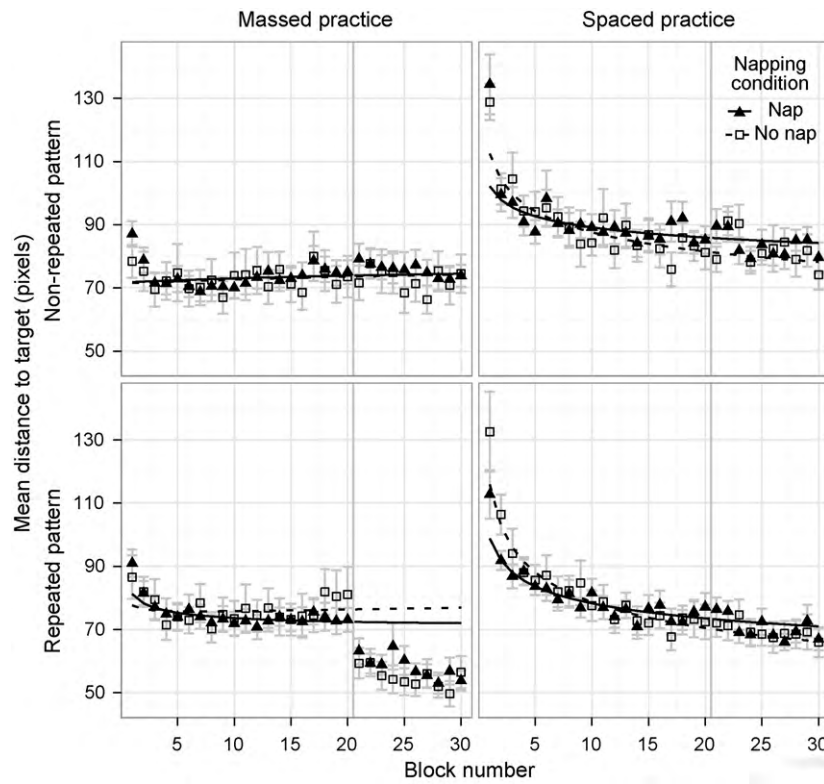 Massed practice
Spaced practice
Mean distance to target (pixels)
Non-repeated pattern
130
110
90
70
50
Napping
condition
Nap
No nap
Repeated pattern
130
110
90
70
50
5 10 15 20 25 30
5 10 15 20 25 30
Block number